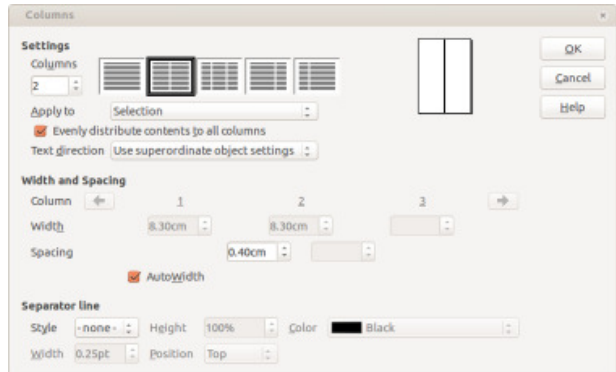 Columns
Settings
Columns
2
OK
Cancel
Help
Apply to Selection
Evenly distribute contents to all columns
Text direction Use superordinate object settings
Width and Spacing
Column 1 2 3
Width 8.30cm 8.30cm
Spacing 0.40cm
AutoWidth
Separator line
Style - none - Height 100% Color Black
Width 0.25pt Position Top